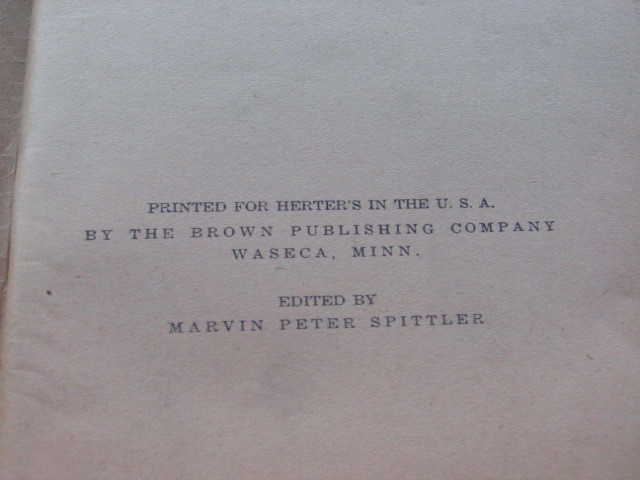 PRINTED FOR HERTER'S IN THE U. S. A.
BY THE BROWN PUBLISHING COMPANY
WASECA, MINN.
EDITED BY
MARVIN PETER SPITTLER